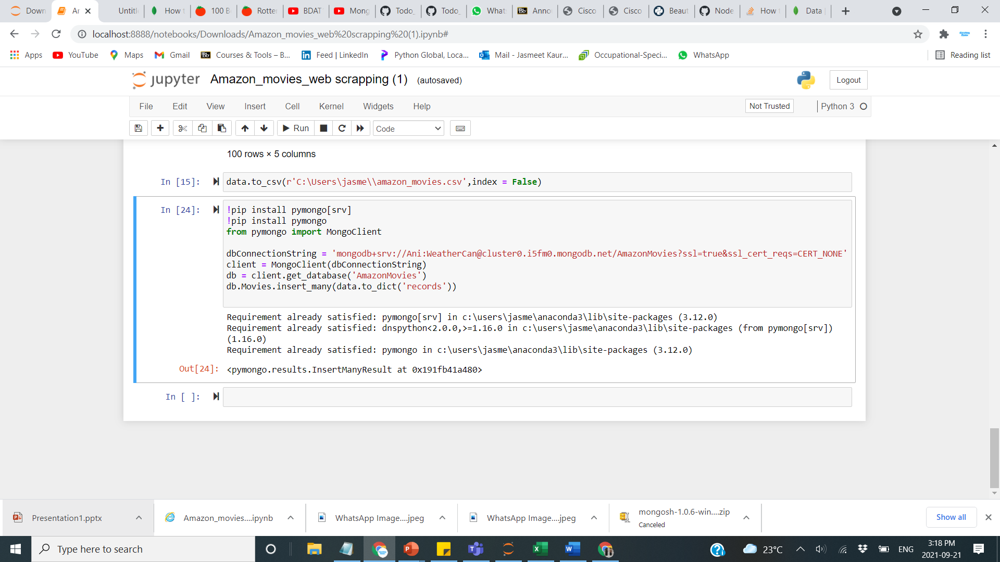 Down
Ar
Untitl
How t
100 B
Rotte
BDAT
Mong
Todo_
Todo_
What
Bb Anno
Cisco
Cisco
Beaut
Node
How t
Data |
localhost:8888/notebooks/Downloads/Amazon_movies_web%20scrapping%20(1).ipynb#
Apps YouTube Maps Gmail Bb Courses & Tools – B... Feed | LinkedIn Python Global, Loca... Mail - Jasmeet Kaur... Occupational-Speci... WhatsApp Reading list
jupyter Amazon_movies_web scrapping (1) (autosaved) Logout
File Edit View Insert Cell Kernel Widgets Help Not Trusted Python 3
Run Code
100 rows × 5 columns
In [15]: data.to_csv(r'C:\Users\jasme\\amazon_movies.csv',index = False)
In [24]: !pip install pymongo[srv]
!pip install pymongo
from pymongo import MongoClient
dbConnectionString = 'mongodb+srv://Ani:WeatherCan@cluster0.i5fm0.mongodb.net/AmazonMovies?ssl=true&ssl_cert_reqs=CERT_NONE'
client = MongoClient(dbConnectionString)
db = client.get_database('AmazonMovies')
db.Movies.insert_many(data.to_dict('records'))
Requirement already satisfied: pymongo[srv] in c:\users\jasme\anaconda3\lib\site-packages (3.12.0)
Requirement already satisfied: dnspython<2.0.0,>=1.16.0 in c:\users\jasme\anaconda3\lib\site-packages (from pymongo[srv])
(1.16.0)
Requirement already satisfied: pymongo in c:\users\jasme\anaconda3\lib\site-packages (3.12.0)
Out[24]: <pymongo.results.InsertManyResult at 0x191fb41a480>
In [ ]:
Presentation1.pptx
Amazon_movies....ipynb
WhatsApp Image....jpeg
WhatsApp Image....jpeg
mongosh-1.0.6-win....zip
Canceled
Show all
Type here to search
23°C
ENG
3:18 PM
2021-09-21